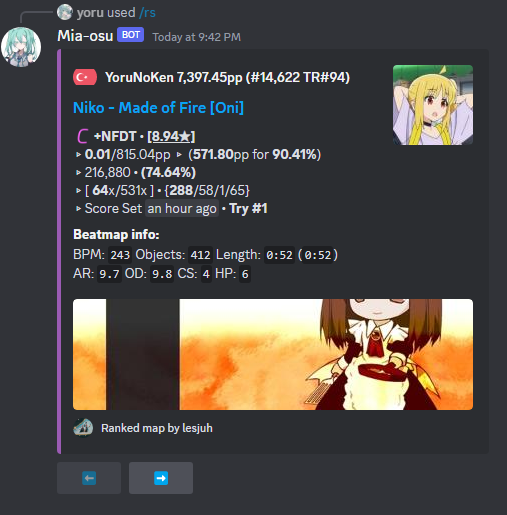 yoru used /rs
Mia-osu BOT Today at 9:42 PM
YoruNoKen 7,397.45pp (#14,622 TR#94)
Niko - Made of Fire [Oni]
C +NFDT • [8.94★]
▸ 0.01/815.04pp ▸ (571.80pp for 90.41%)
▸ 216,880 • (74.64%)
▸ [ 64x/531x ] • {288/58/1/65}
▸ Score Set an hour ago • Try #1
Beatmap info:
BPM: 243 Objects: 412 Length: 0:52 (0:52)
AR: 9.7 OD: 9.8 CS: 4 HP: 6
Ranked map by lesjuh